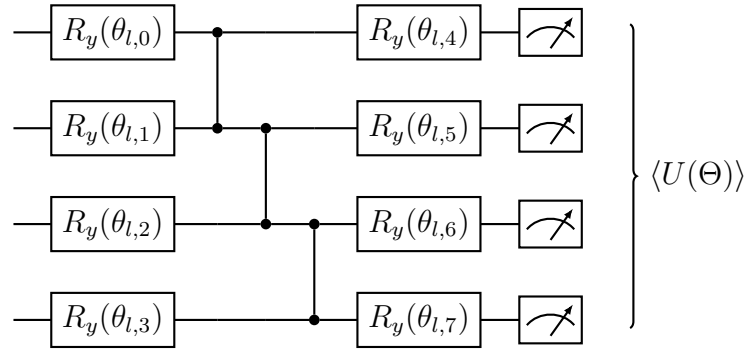 R_y(θ_{l,0}) R_y(θ_{l,4})
R_y(θ_{l,1}) R_y(θ_{l,5})
⟨U(Θ)⟩
R_y(θ_{l,2}) R_y(θ_{l,6})
R_y(θ_{l,3}) R_y(θ_{l,7})